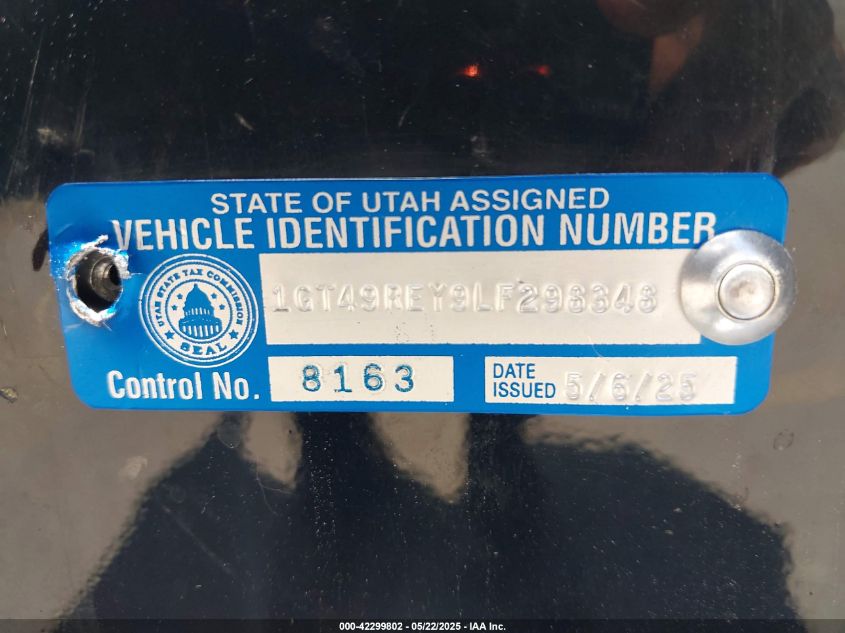 STATE OF UTAH ASSIGNED
VEHICLE IDENTIFICATION NUMBER
1GT49REY9LF298348
UTAH STATE TAX COMMISSION
SEAL
Control No. 8163
DATE ISSUED 5/6/25
000-42299802 - 05/22/2025 - IAA Inc.